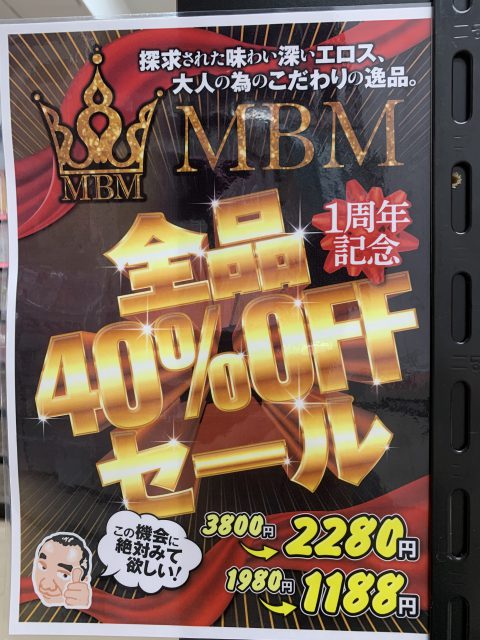 探求された味わい深いエロス、
大人の為のこだわりの逸品。
MBM
MBM
1周年
記念
全品
40%OFF
セール
この機会に
絶対みて
欲しい!
3800円
2280円
1980円
1188円